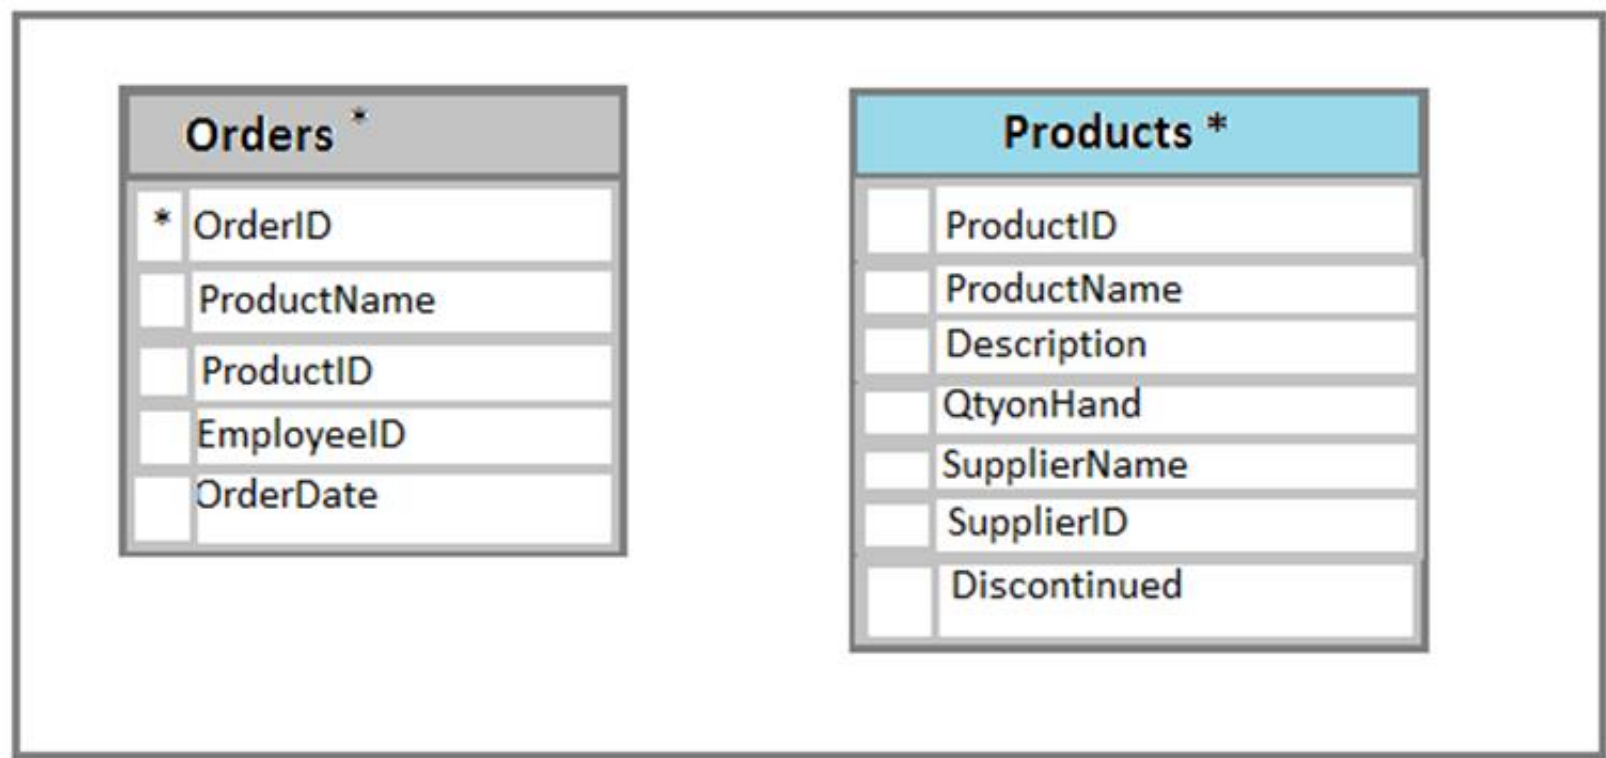 Orders *
* OrderID
ProductName
ProductID
EmployeeID
OrderDate
Products *
ProductID
ProductName
Description
QtyonHand
SupplierName
SupplierID
Discontinued